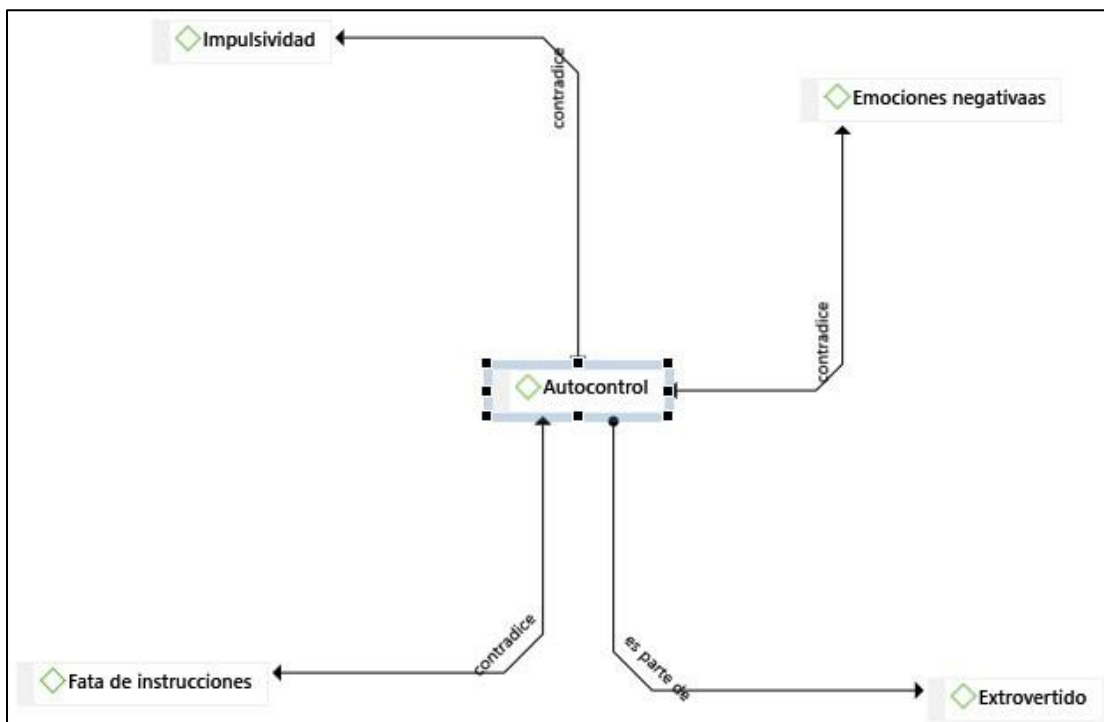 Impulsividad
contradice
Emociones negativaas
contradice
Autocontrol
contradice
es parte de
Fata de instrucciones
Extrovertido